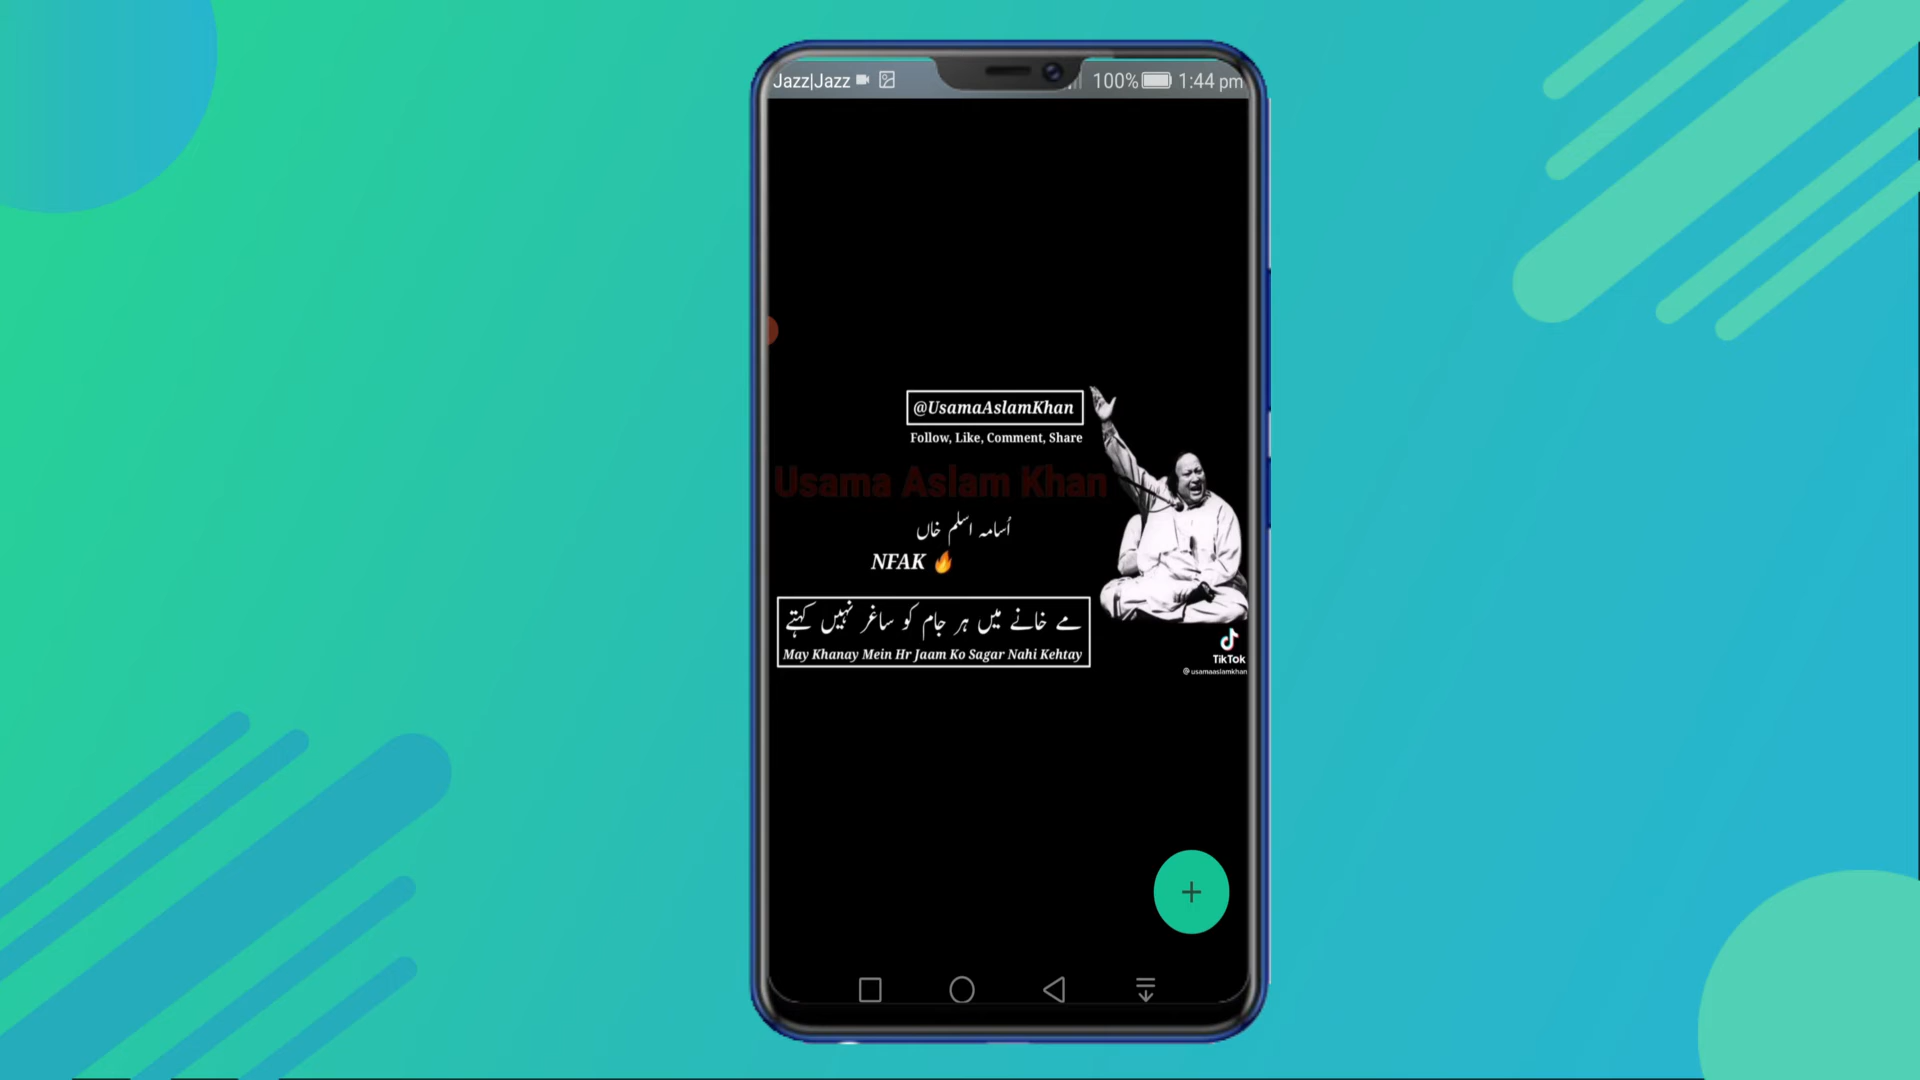 Jazz|Jazz 100% 1:44 pm
@UsamaAslamKhan
Follow, Like, Comment, Share
Usama Aslam Khan
اُسامہ اسلم خاں
NFAK 🔥
مے خانے میں ہر جام کو ساغر نہیں کہتے
May Khanay Mein Hr Jaam Ko Sagar Nahi Kehtay
TikTok
@usamaaslamkhan